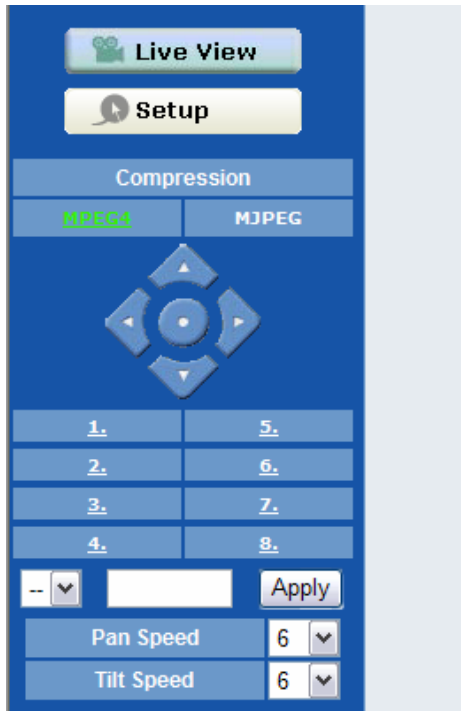 Live View
Setup
Compression
MPEG4 MJPEG
1. 5.
2. 6.
3. 7.
4. 8.
-- Apply
Pan Speed 6
Tilt Speed 6